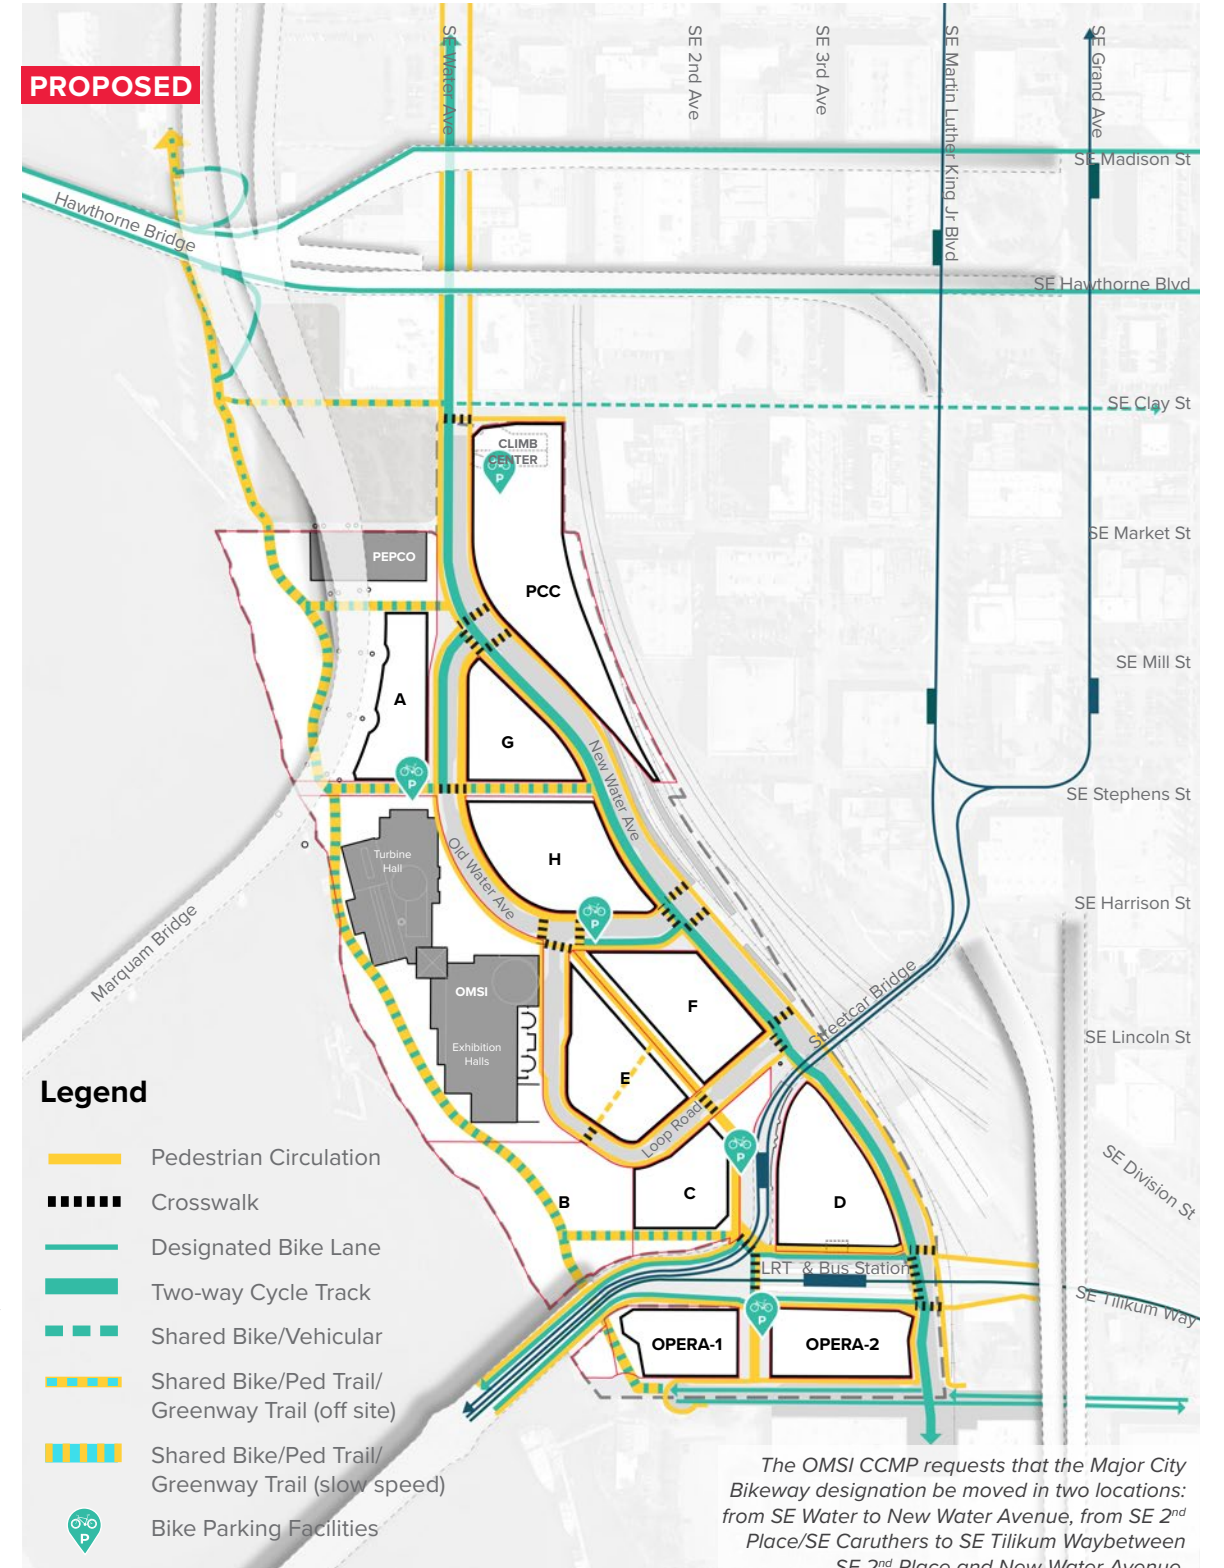 PROPOSED
SE Water Ave
SE 2nd Ave
SE 3rd Ave
SE Martin Luther King Jr Blvd
SE Grand Ave
SE Madison St
Hawthorne Bridge
SE Hawthorne Blvd
SE Clay St
CLIMB
CENTER
P
SE Market St
PEPCO
PCC
SE Mill St
A
G
New Water Ave
P
SE Stephens St
Turbine
Hall
Old Water Ave
H
P
SE Harrison St
Marquam Bridge
OMSI
Exhibition
Halls
F
Streetcar Bridge
SE Lincoln St
E
Loop Road
P
SE Division St
B
C
D
LRT & Bus Station
SE Tilikum Way
P
OPERA-1
OPERA-2
Legend
Pedestrian Circulation
Crosswalk
Designated Bike Lane
Two-way Cycle Track
Shared Bike/Vehicular
Shared Bike/Ped Trail/
Greenway Trail (off site)
Shared Bike/Ped Trail/
Greenway Trail (slow speed)
P
Bike Parking Facilities
The OMSI CCMP requests that the Major City
Bikeway designation be moved in two locations:
from SE Water to New Water Avenue, from SE 2nd
Place/SE Caruthers to SE Tilikum Waybetween
SE 2nd Place and New Water Avenue.